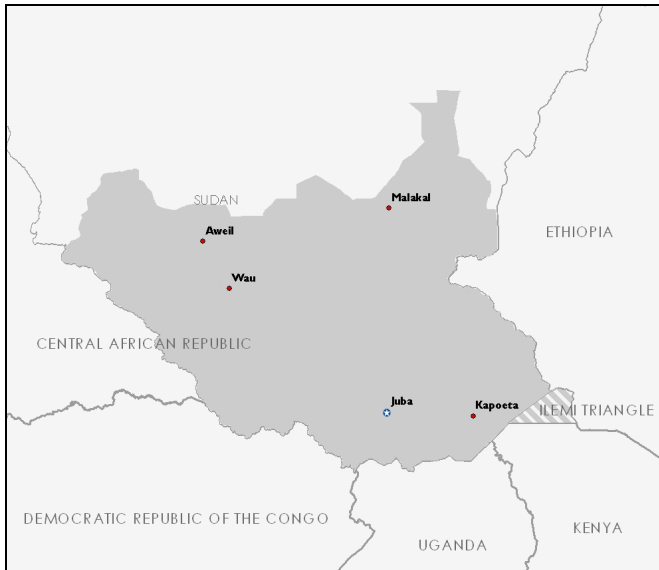 SUDAN
Malakal
Aweil
ETHIOPIA
Wau
CENTRAL AFRICAN REPUBLIC
Juba
Kapoeta
ILEMI TRIANGLE
DEMOCRATIC REPUBLIC OF THE CONGO
UGANDA
KENYA